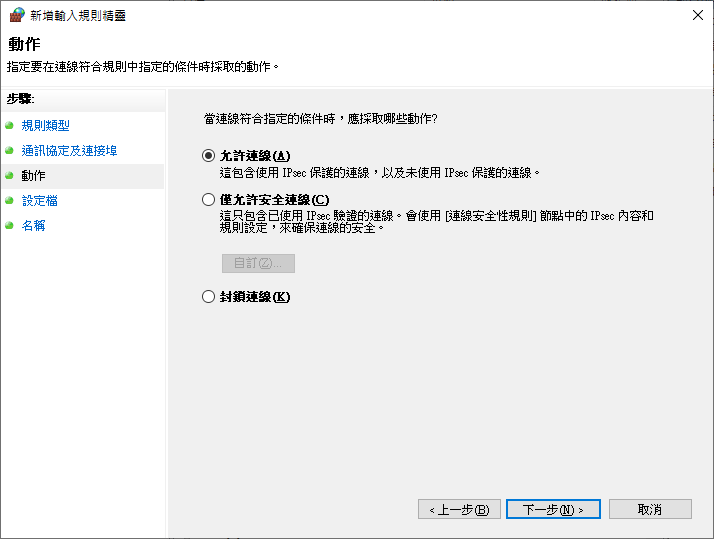 新增輸入規則精靈
動作
指定要在連線符合規則中指定的條件時採取的動作。
步驟:
規則類型
通訊協定及連接埠
動作
設定檔
名稱
當連線符合指定的條件時，應採取哪些動作?
允許連線(A)
這包含使用 IPsec 保護的連線，以及未使用 IPsec 保護的連線。
僅允許安全連線(C)
這只包含已使用 IPsec 驗證的連線。會使用 [連線安全性規則] 節點中的 IPsec 內容和
規則設定，來確保連線的安全。
自訂(Z)...
封鎖連線(K)
< 上一步(B)
下一步(N) >
取消